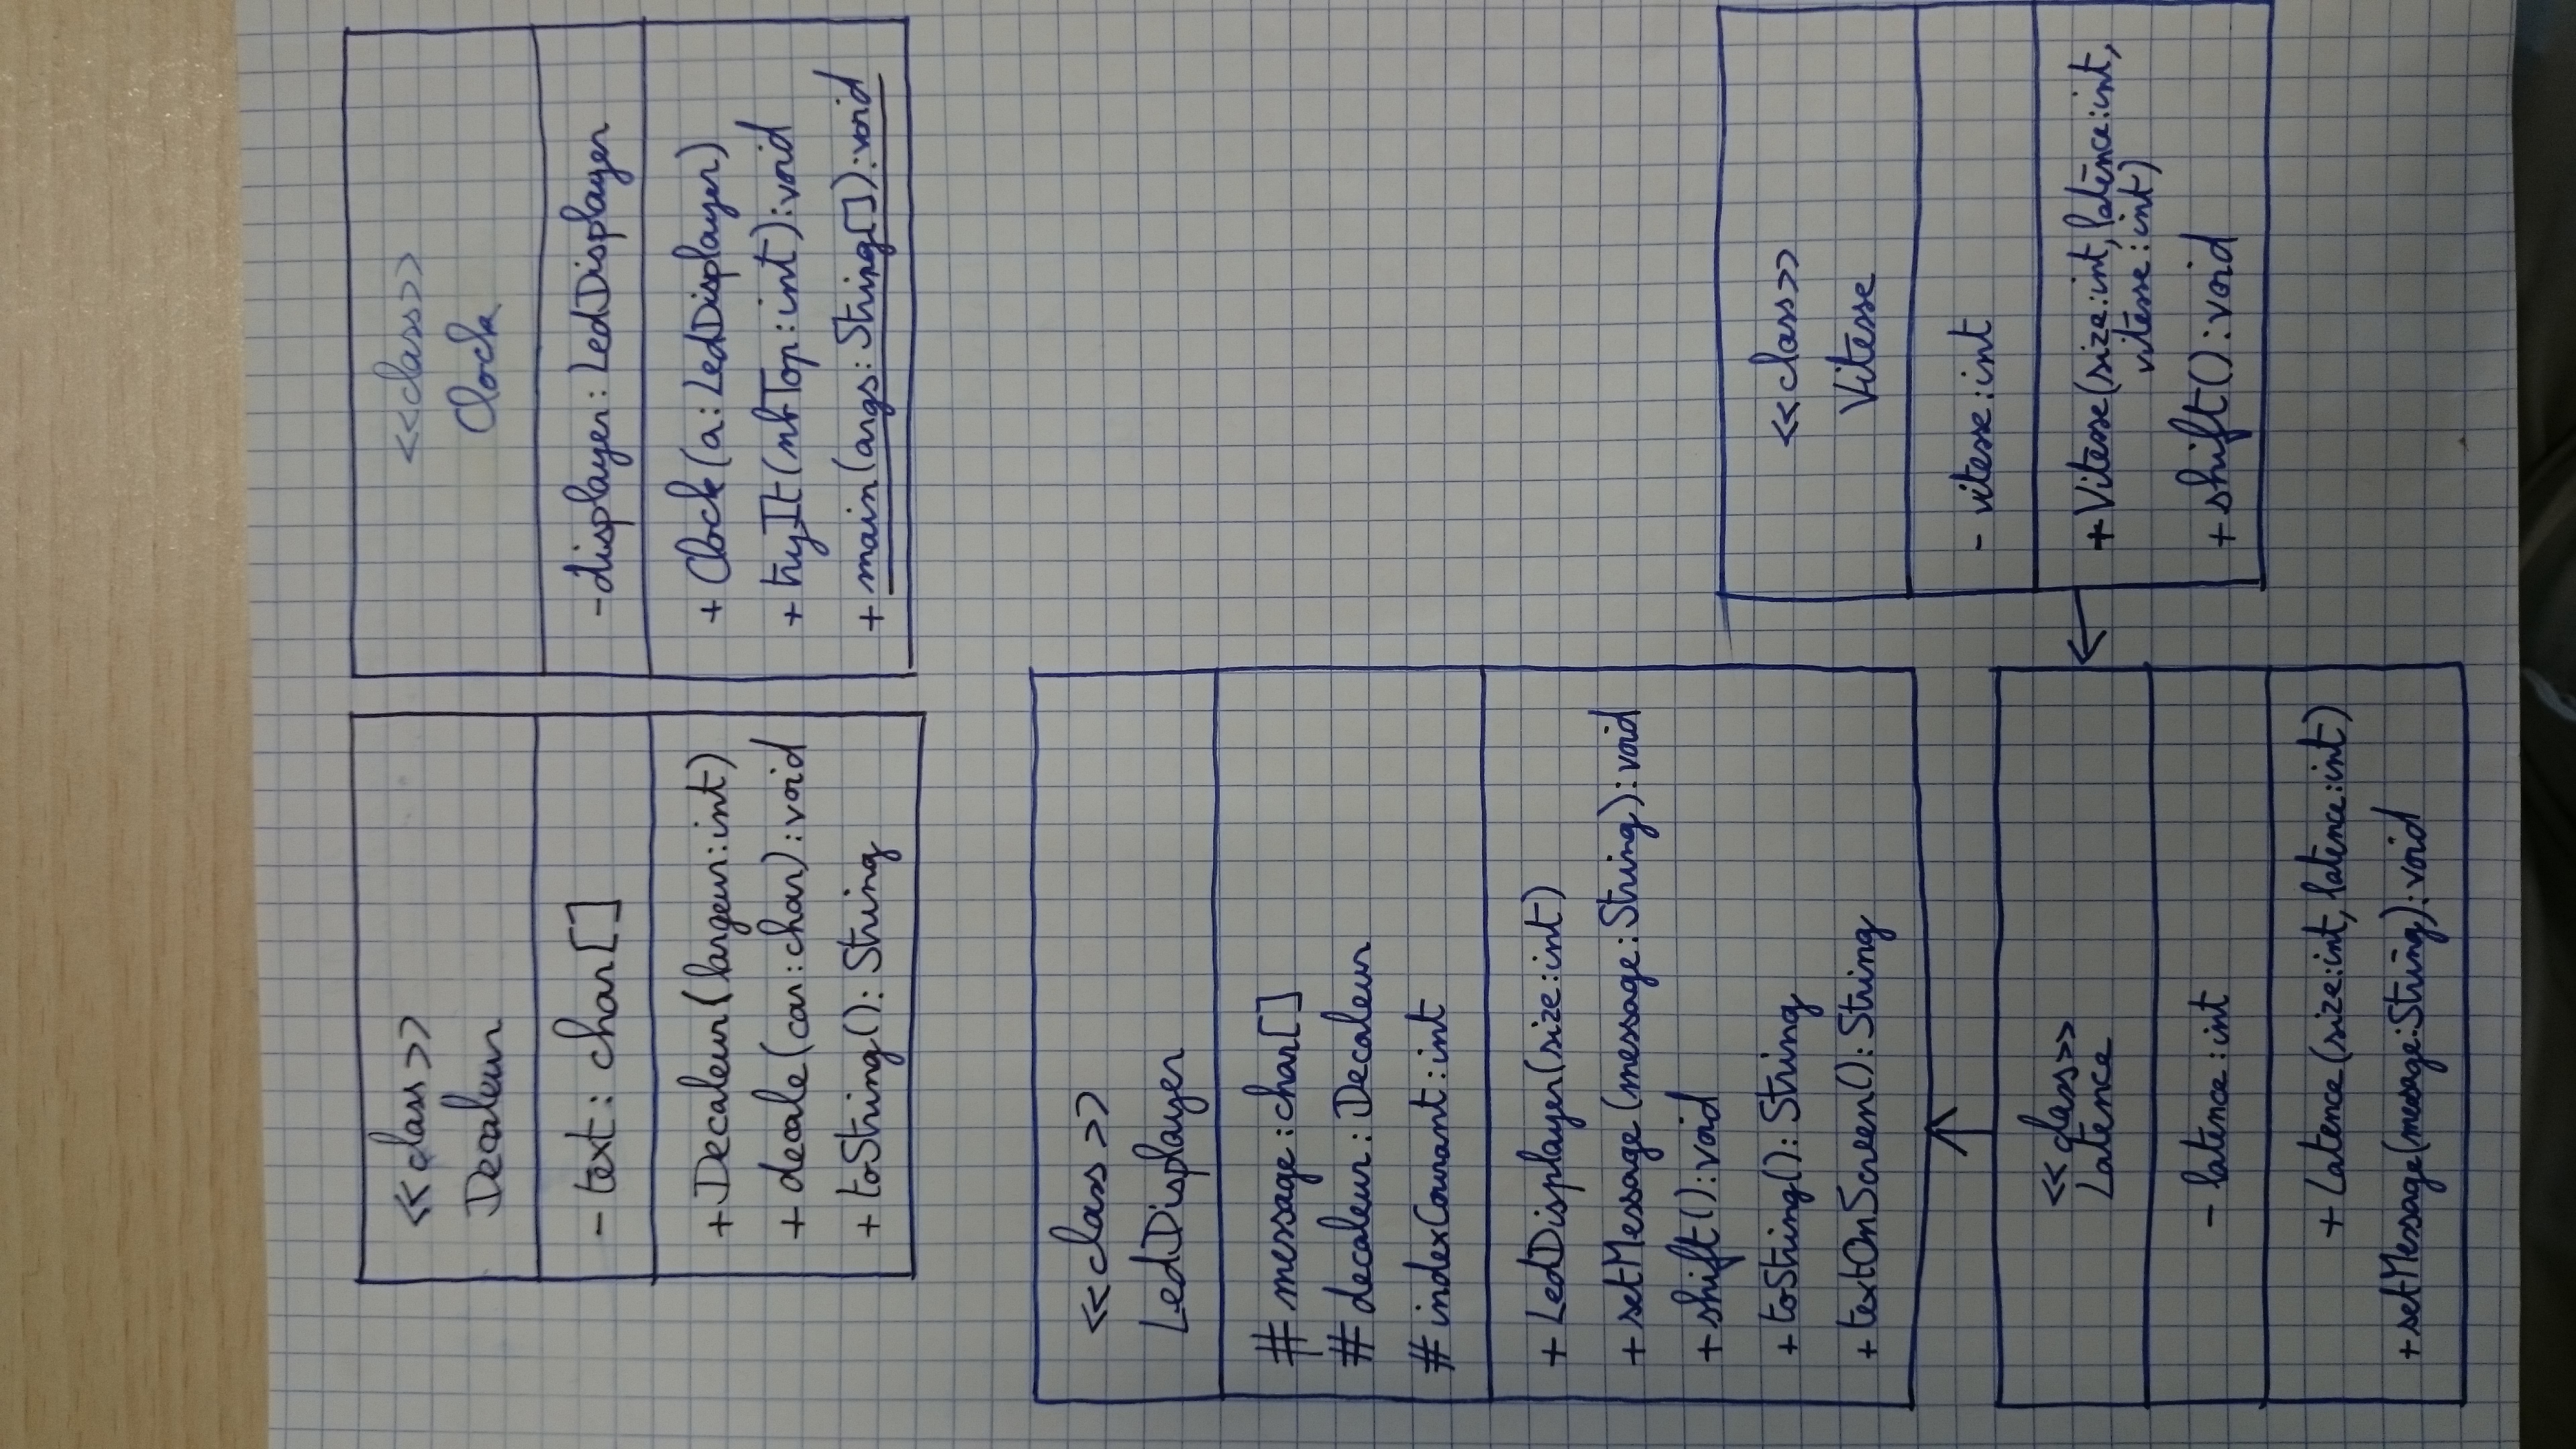 <<class>>
Decaleur
- text: char[]
+ Decaleur(largeur:int)
+ decale(car:char):void
+ toString(): String
<<class>>
Clock
- displayer: LedDisplayer
+ Clock(a: LedDisplayer)
+ tryIt(nbTop:int):void
+ main(args: String[]):void
<<class>>
LedDisplayer
# message: char[]
# decaleur: Decaleur
# indexCourant: int
+ LedDisplayer(size:int)
+ setMessage(message:String):void
+ shift():void
+ toString(): String
+ textOnScreen(): String
<<class>>
Vitesse
- vitesse:int
+ Vitesse(size:int, latence:int,
vitesse:int)
+ shift():void
<<class>>
Latence
- latence:int
+ Latence(size:int, latence:int)
+ setMessage(message:String):void